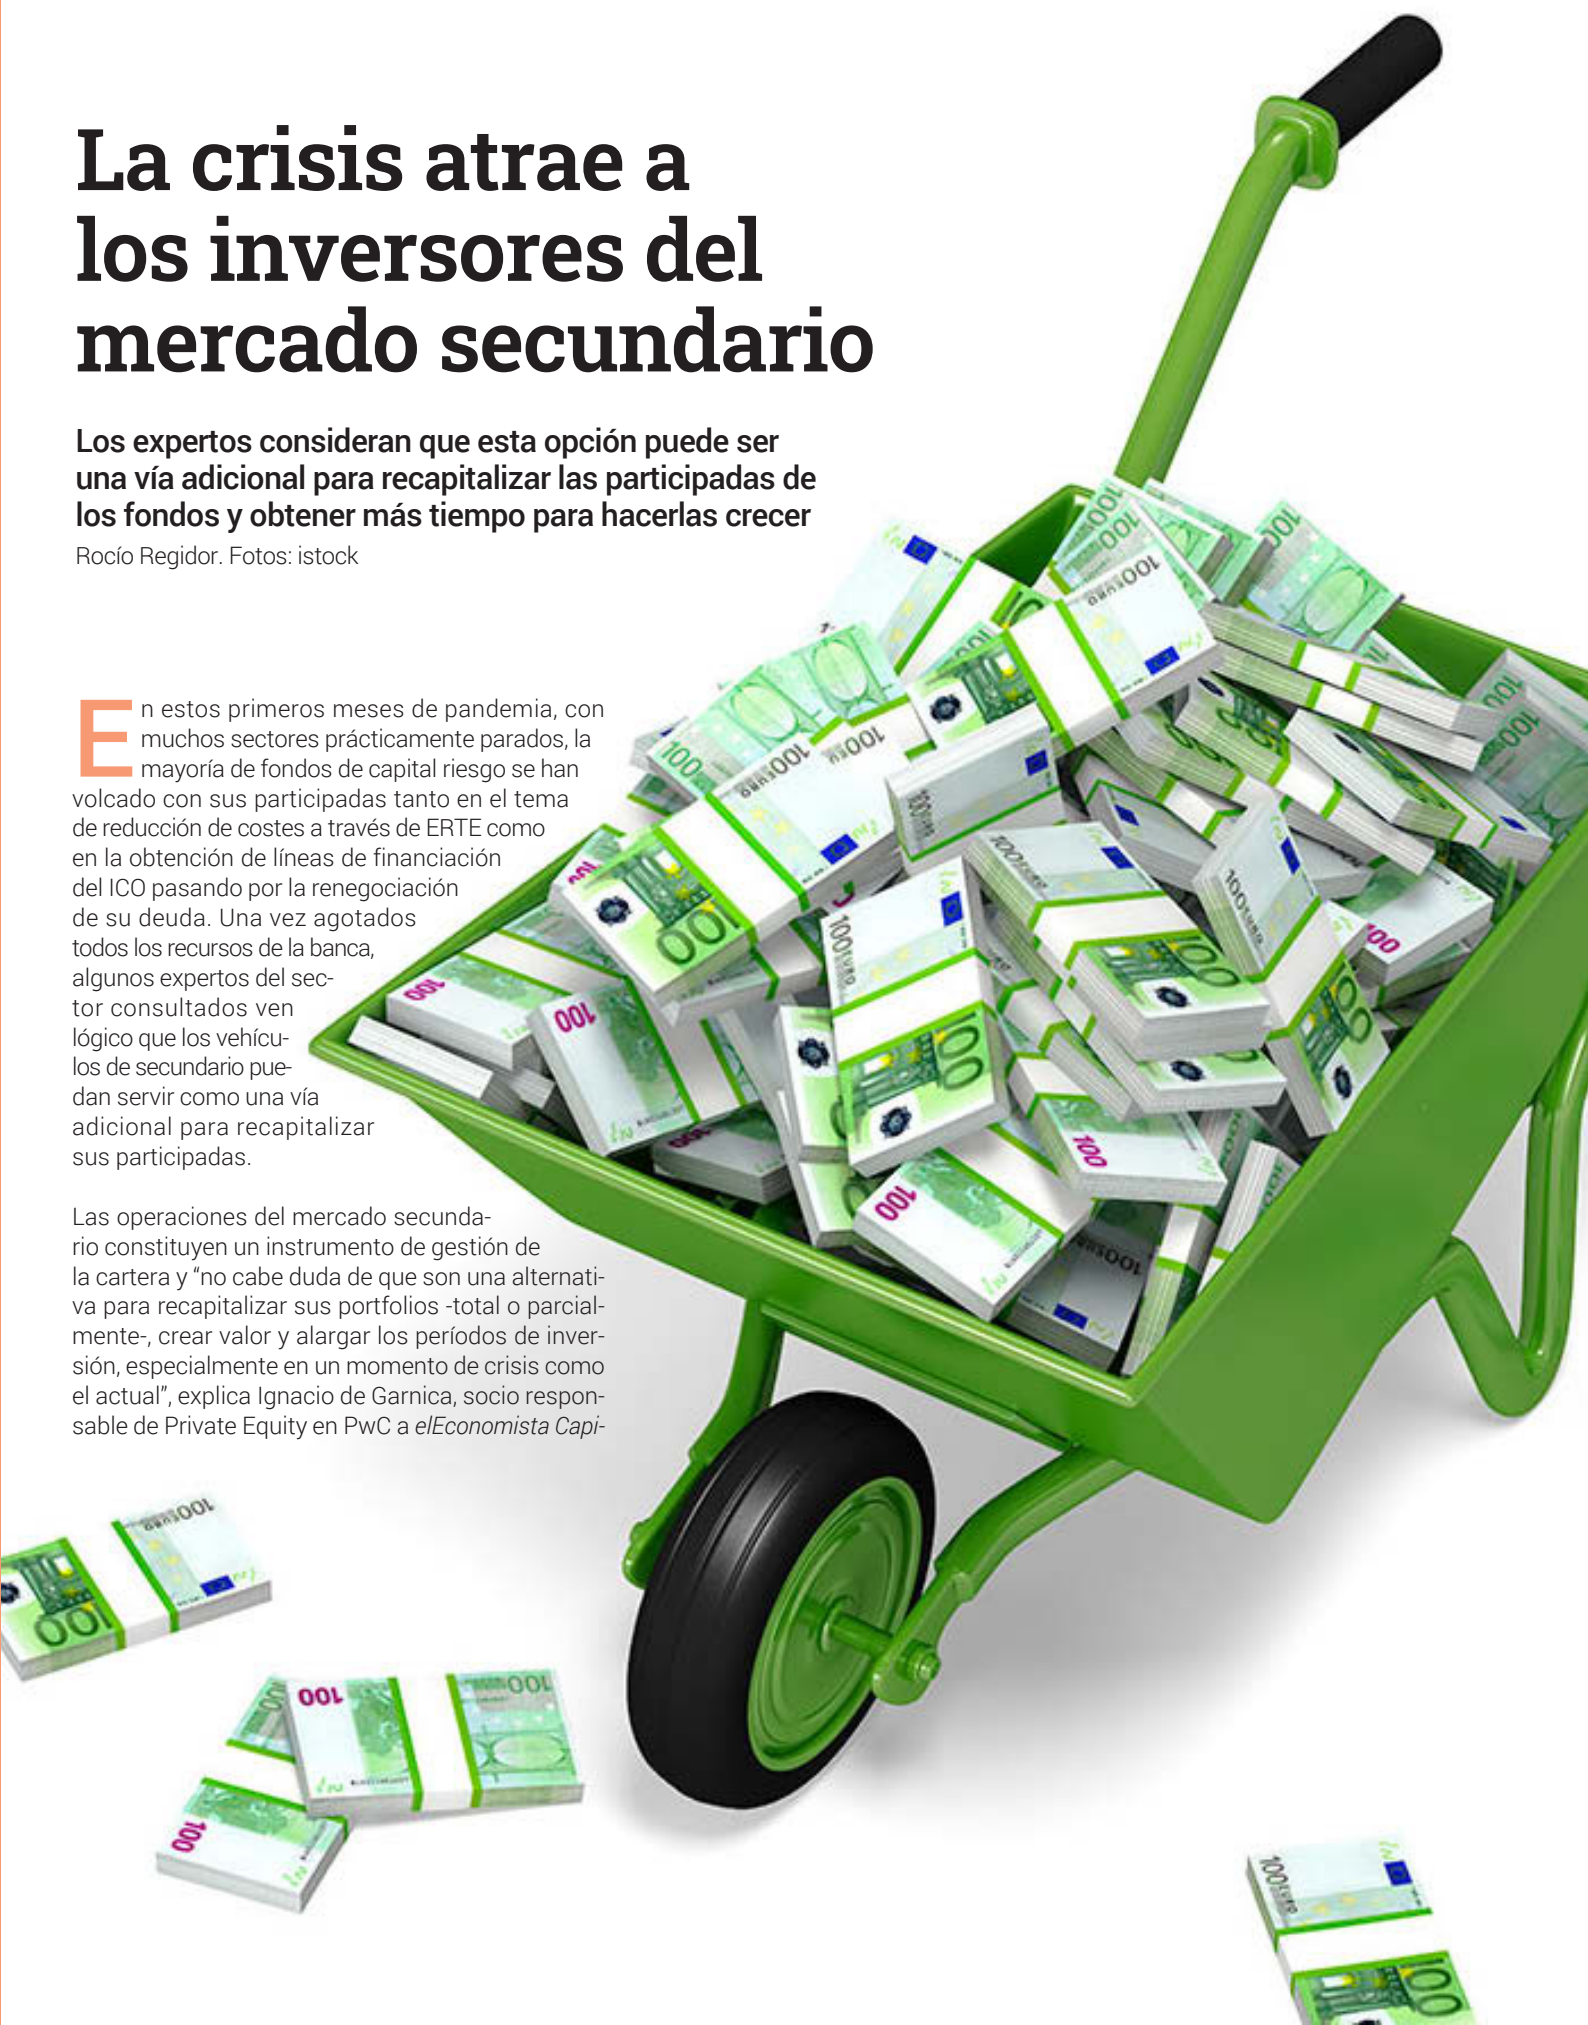 La crisis atrae a
los inversores del
mercado secundario
Los expertos consideran que esta opción puede ser
una vía adicional para recapitalizar las participadas de
los fondos y obtener más tiempo para hacerlas crecer
Rocío Regidor. Fotos: istock
En estos primeros meses de pandemia, con
muchos sectores prácticamente parados, la
mayoría de fondos de capital riesgo se han
volcado con sus participadas tanto en el tema
de reducción de costes a través de ERTE como
en la obtención de líneas de financiación
del ICO pasando por la renegociación
de su deuda. Una vez agotados
todos los recursos de la banca,
algunos expertos del sec-
tor consultados ven
lógico que los vehícu-
los de secundario pue-
dan servir como una vía
adicional para recapitalizar
sus participadas.
Las operaciones del mercado secunda-
rio constituyen un instrumento de gestión de
la cartera y “no cabe duda de que son una alternati-
va para recapitalizar sus portfolios -total o parcial-
mente-, crear valor y alargar los períodos de inver-
sión, especialmente en un momento de crisis como
el actual”, explica Ignacio de Garnica, socio respon-
sable de Private Equity en PwC a elEconomista Capi-